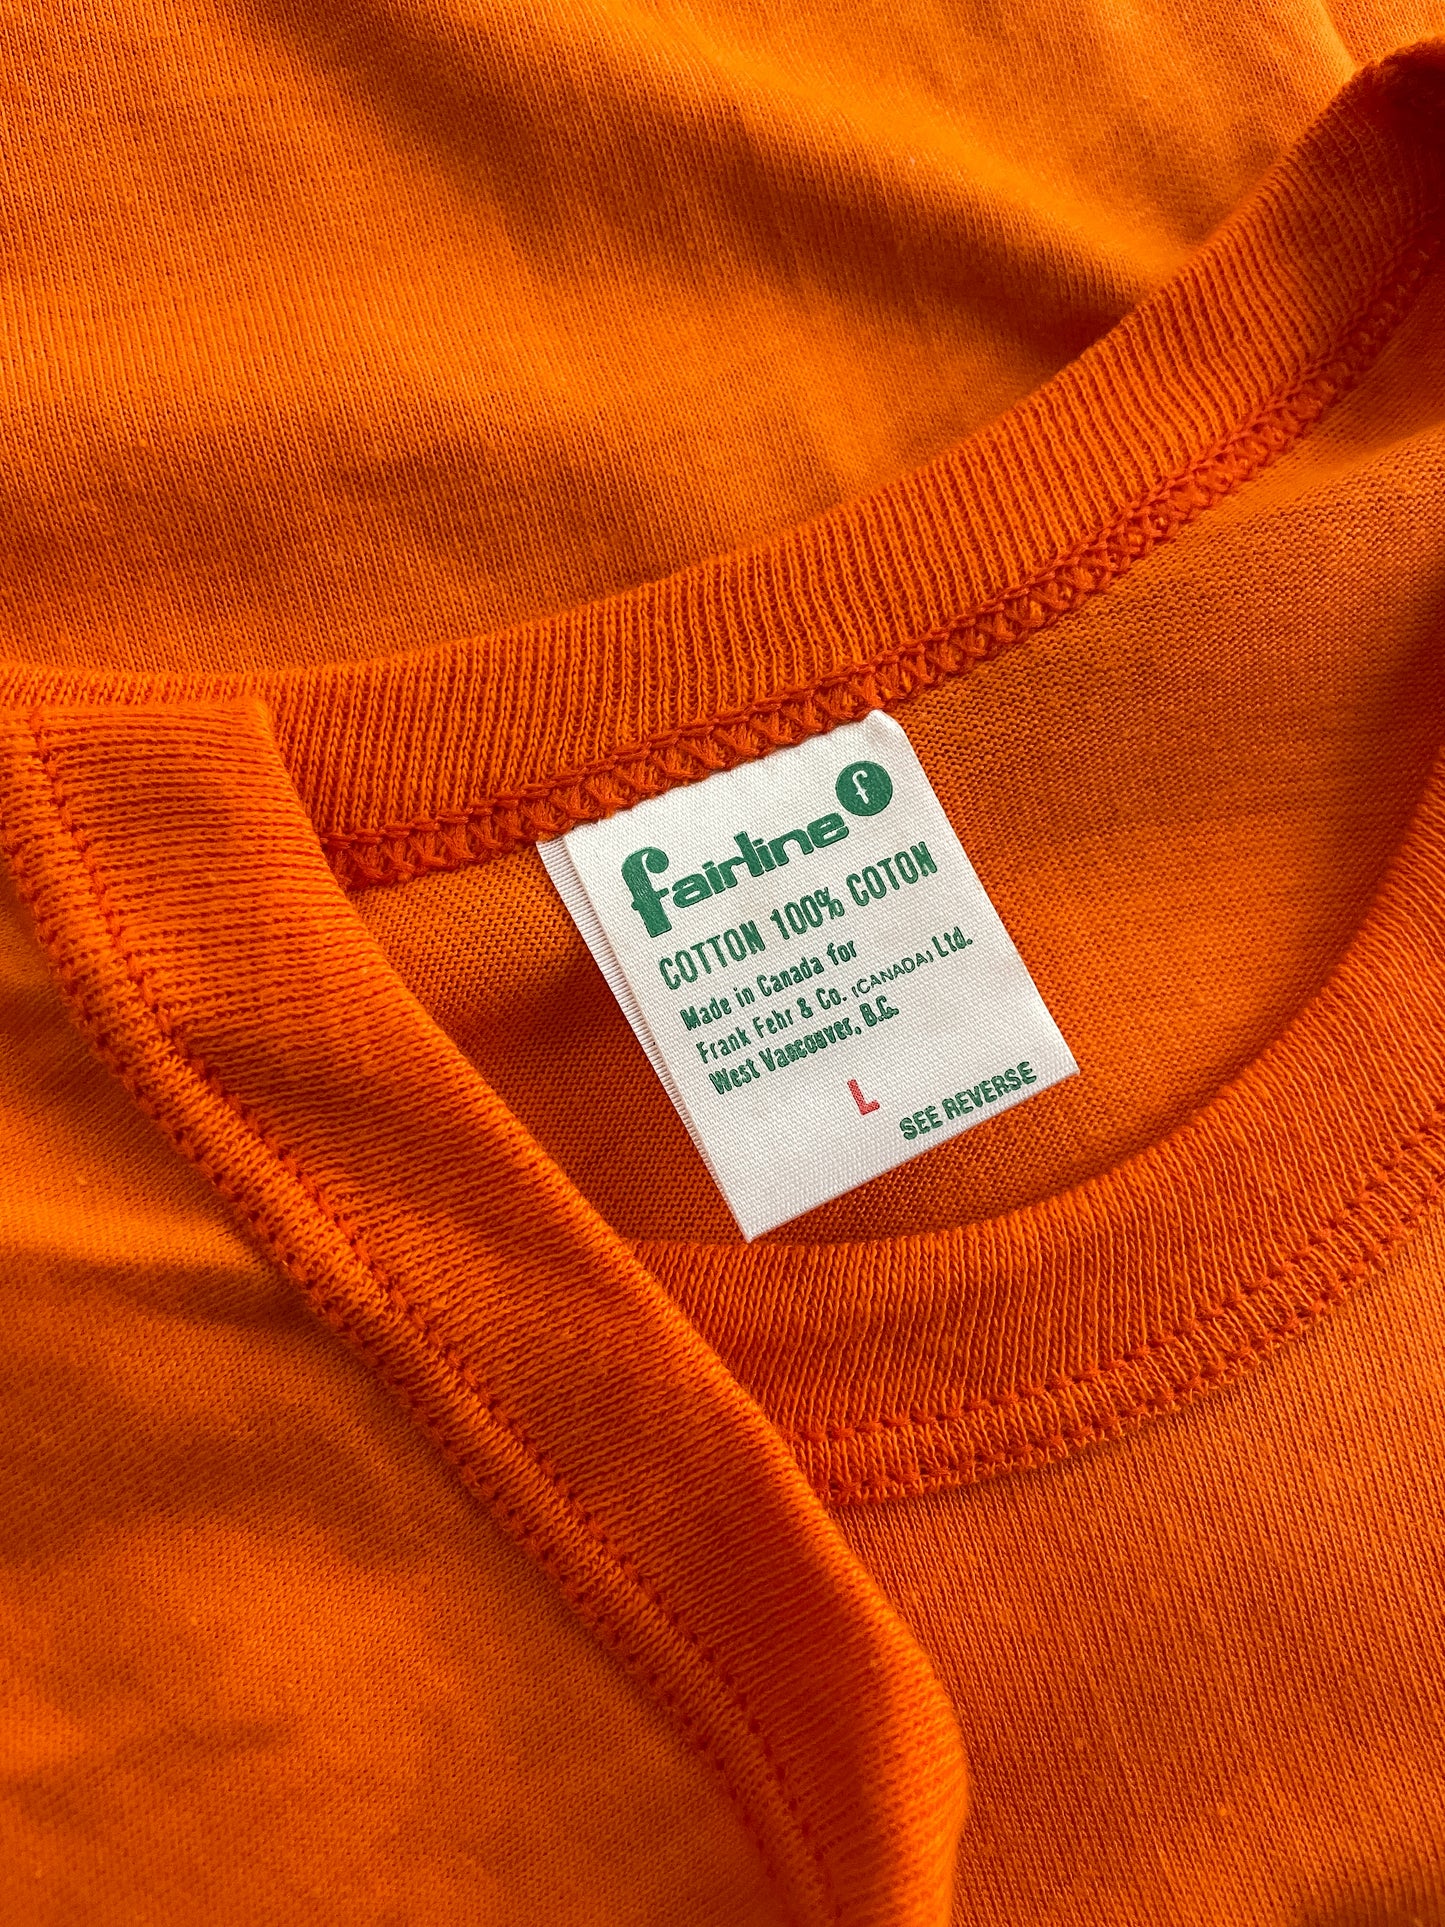 fairline f
COTTON 100% COTON
Made in Canada for
Frank Fehr & Co. (CANADA) Ltd.
West Vancouver, B.C.
L
SEE REVERSE